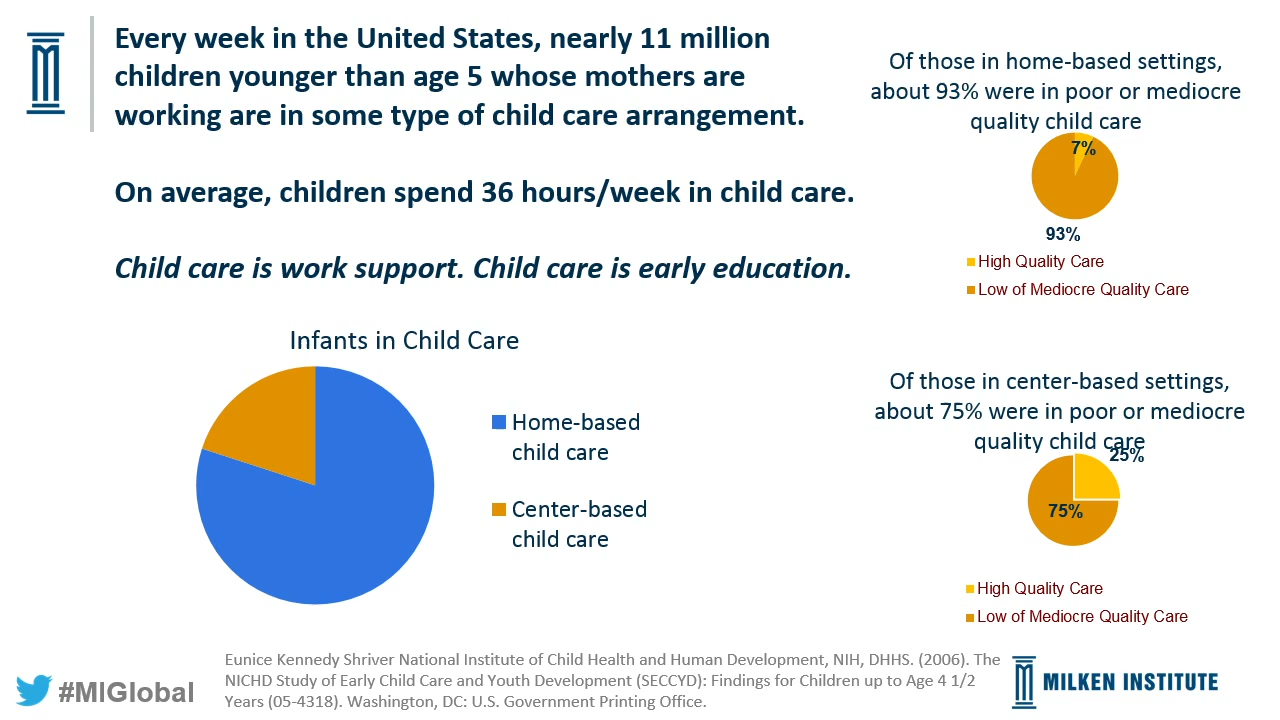 Every week in the United States, nearly 11 million
children younger than age 5 whose mothers are
working are in some type of child care arrangement.
On average, children spend 36 hours/week in child care.
Child care is work support. Child care is early education.
Infants in Child Care
Home-based
child care
Center-based
child care
Of those in home-based settings,
about 93% were in poor or mediocre
quality child care
7%
93%
High Quality Care
Low of Mediocre Quality Care
Of those in center-based settings,
about 75% were in poor or mediocre
quality child care
25%
75%
High Quality Care
Low of Mediocre Quality Care
Eunice Kennedy Shriver National Institute of Child Health and Human Development, NIH, DHHS. (2006). The
NICHD Study of Early Child Care and Youth Development (SECCYD): Findings for Children up to Age 4 1/2
Years (05-4318). Washington, DC: U.S. Government Printing Office.
#MIGlobal
MILKEN INSTITUTE